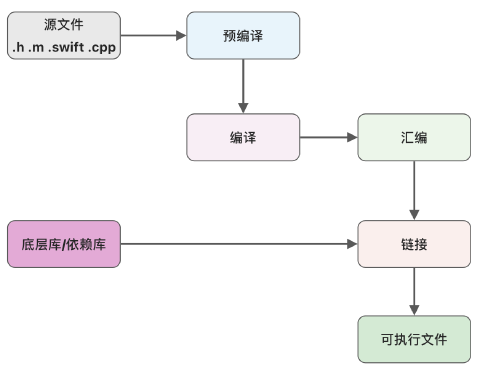 源文件
.h .m .swift .cpp
预编译
编译
汇编
底层库/依赖库
链接
可执行文件